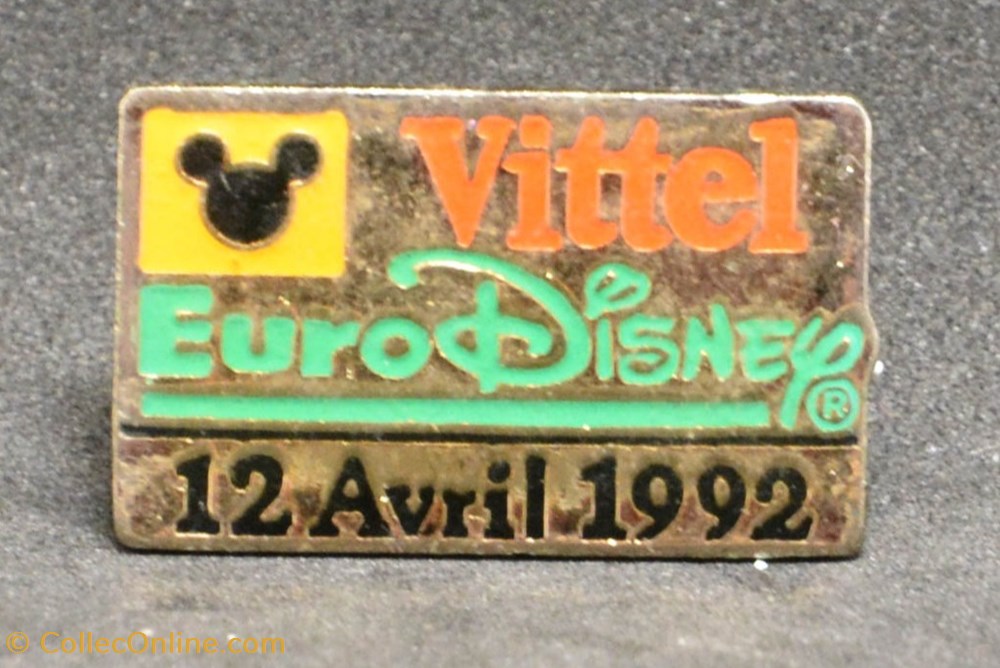 Vittel
EuroDisney®
12 Avril 1992
© CollecOnline.com